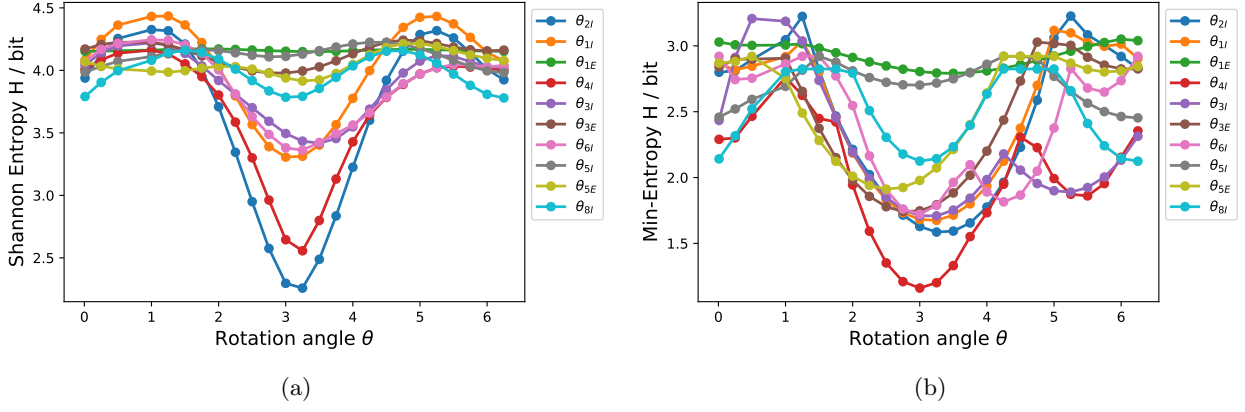 4.5
4.0
3.5
3.0
2.5
Shannon Entropy H / bit
0 1 2 3 4 5 6
Rotation angle θ
θ2I
θ1I
θ1E
θ4I
θ3I
θ3E
θ6I
θ5I
θ5E
θ8I
(a)
3.0
2.5
2.0
1.5
Min-Entropy H / bit
0 1 2 3 4 5 6
Rotation angle θ
θ2I
θ1I
θ1E
θ4I
θ3I
θ3E
θ6I
θ5I
θ5E
θ8I
(b)